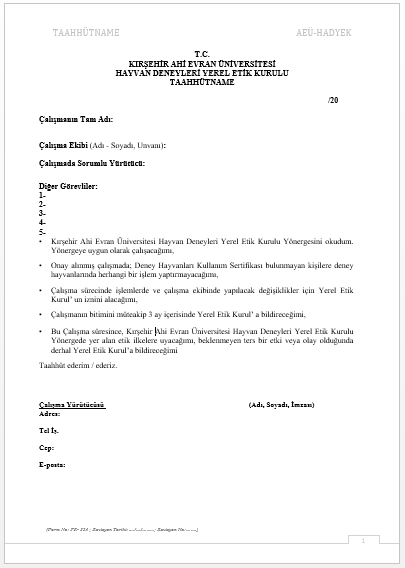 TAAHHÜTNAME AEÜ-HADYEK
T.C.
KIRŞEHİR AHİ EVRAN ÜNİVERSİTESİ
HAYVAN DENEYLERİ YEREL ETİK KURULU
TAAHHÜTNAME
/20
Çalışmanın Tam Adı:
Çalışma Ekibi (Adı - Soyadı, Unvanı):
Çalışmada Sorumlu Yürütücü:
Diğer Görevliler:
1-
2-
3-
4-
5-
• Kırşehir Ahi Evran Üniversitesi Hayvan Deneyleri Yerel Etik Kurulu Yönergesini okudum.
Yönergeye uygun olarak çalışacağımı,
• Onay alınmış çalışmada; Deney Hayvanları Kullanım Sertifikası bulunmayan kişilere deney
hayvanlarında herhangi bir işlem yaptırmayacağımı,
• Çalışma sürecinde işlemlerde ve çalışma ekibinde yapılacak değişiklikler için Yerel Etik
Kurul’ un iznini alacağımı,
• Çalışmanın bitimini müteakip 3 ay içerisinde Yerel Etik Kurul’ a bildireceğimi,
• Bu Çalışma süresince, Kırşehir Ahi Evran Üniversitesi Hayvan Deneyleri Yerel Etik Kurulu
Yönergede yer alan etik ilkelere uyacağımı, beklenmeyen ters bir etki veya olay olduğunda
derhal Yerel Etik Kurul’a bildireceğimi
Taahhüt ederim / ederiz.
Çalışma Yürütücüsü (Adı, Soyadı, İmzası)
Adres:
Tel İş.
Cep:
E-posta:
(Form No: FR-
1